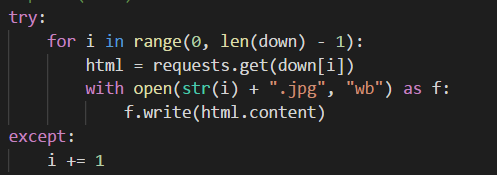 try:
    for i in range(0, len(down) - 1):
        html = requests.get(down[i])
        with open(str(i) + ".jpg", "wb") as f:
            f.write(html.content)
except:
    i += 1